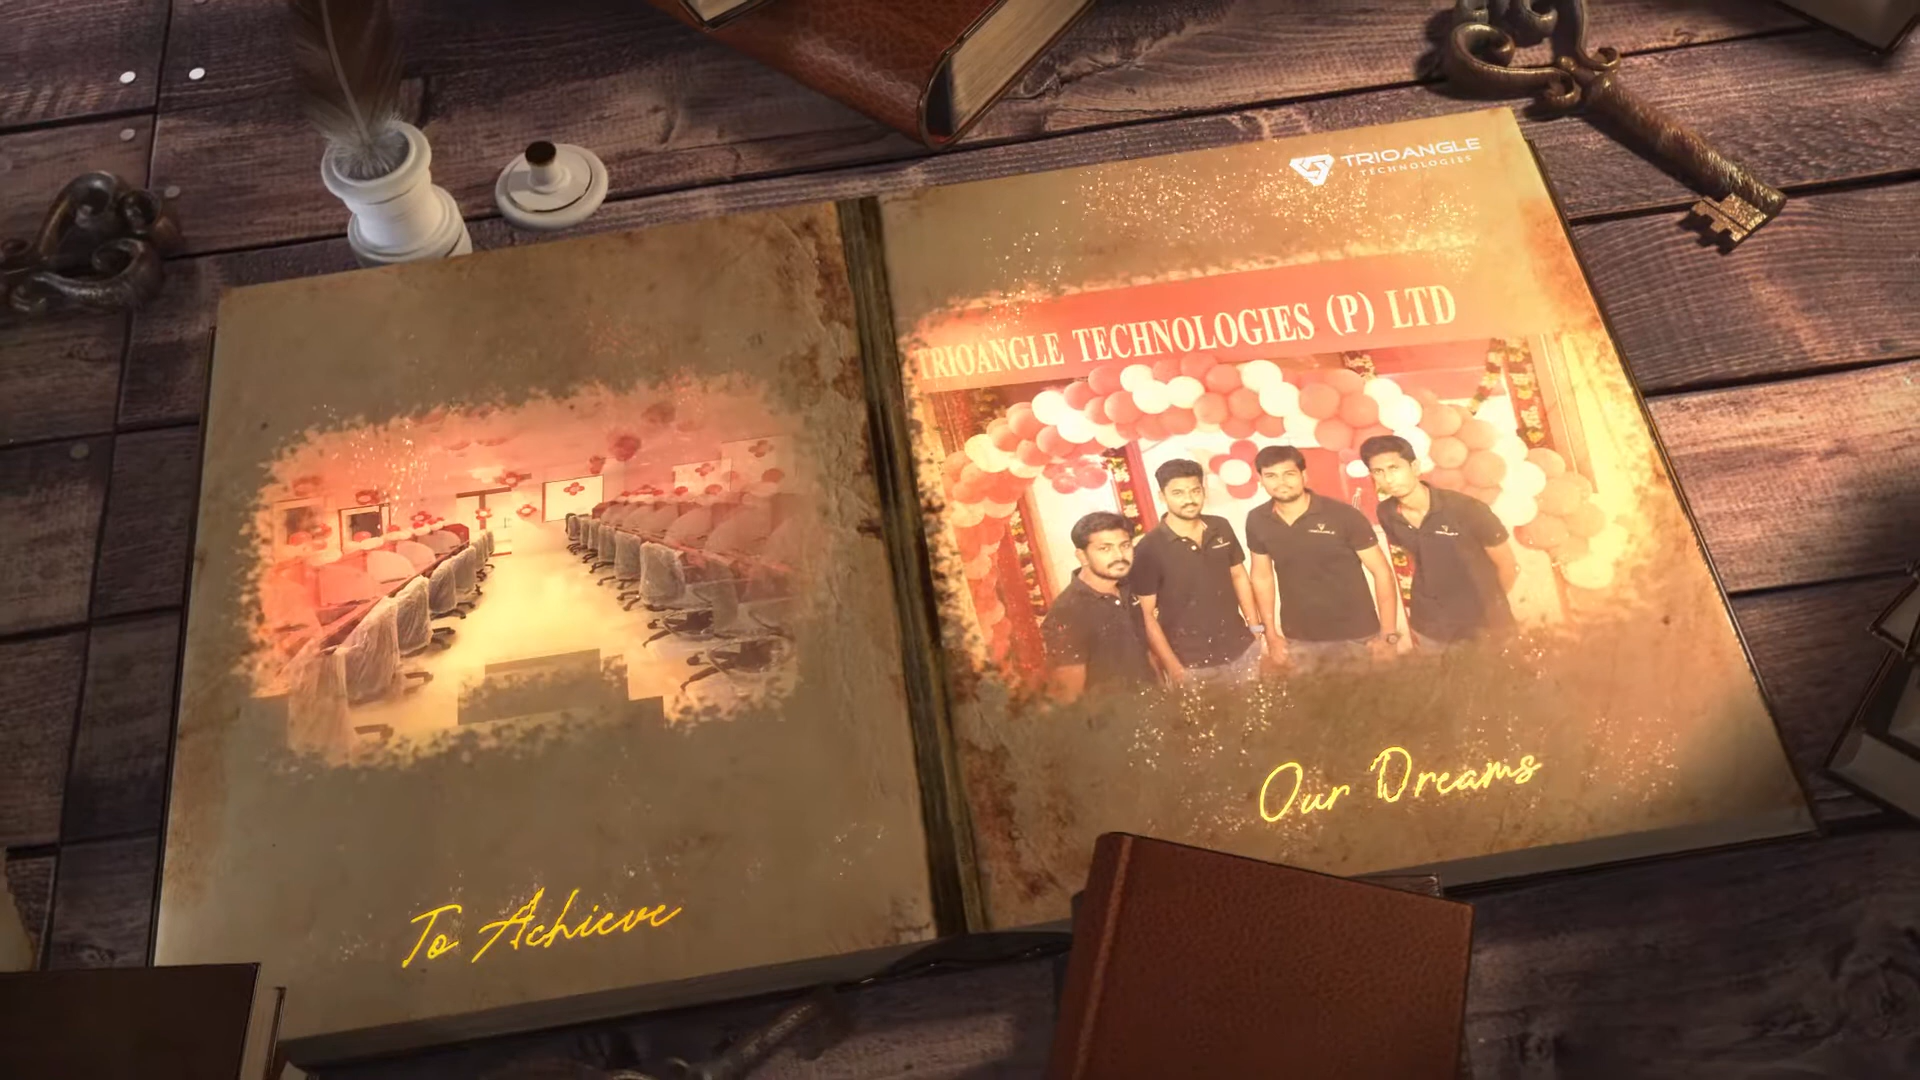 To Achieve
TRIOANGLE
TECHNOLOGIES
TRIOANGLE TECHNOLOGIES (P) LTD
Our Dreams